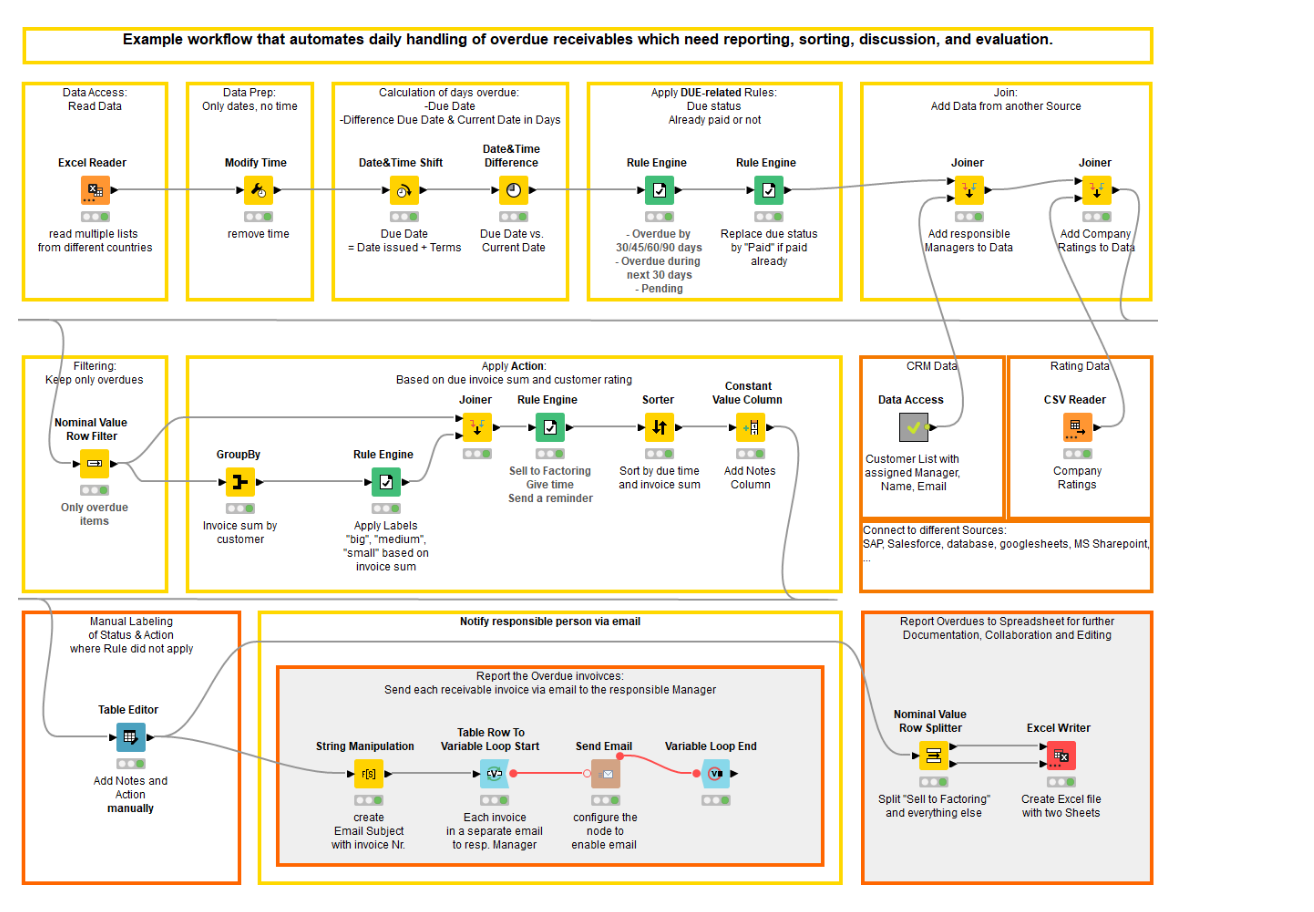 Example workflow that automates daily handling of overdue receivables which need reporting, sorting, discussion, and evaluation.
Data Access:
Read Data
Excel Reader
read multiple lists
from different countries
Data Prep:
Only dates, no time
Modify Time
remove time
Calculation of days overdue:
-Due Date
-Difference Due Date & Current Date in Days
Date&Time Shift
Due Date
= Date issued + Terms
Date&Time
Difference
Due Date vs.
Current Date
Apply DUE-related Rules:
Due status
Already paid or not
Rule Engine
- Overdue by
30/45/60/90 days
- Overdue during
next 30 days
- Pending
Rule Engine
Replace due status
by "Paid" if paid
already
Join:
Add Data from another Source
Joiner
Add responsible
Managers to Data
Joiner
Add Company
Ratings to Data
Filtering:
Keep only overdues
Nominal Value
Row Filter
Only overdue
items
Apply Action:
Based on due invoice sum and customer rating
GroupBy
Invoice sum by
customer
Rule Engine
Apply Labels
"big", "medium",
"small" based on
invoice sum
Joiner
Rule Engine
Sell to Factoring
Give time
Send a reminder
Sorter
Sort by due time
and invoice sum
Constant
Value Column
Add Notes
Column
CRM Data
Data Access
Customer List with
assigned Manager,
Name, Email
Rating Data
CSV Reader
Company
Ratings
Connect to different Sources:
SAP, Salesforce, database, googlesheets, MS Sharepoint,
...
Manual Labeling
of Status & Action
where Rule did not apply
Table Editor
Add Notes and
Action
manually
Notify responsible person via email
Report the Overdue invoivces:
Send each receivable invoice via email to the responsible Manager
String Manipulation
F[S]
create
Email Subject
with invoice Nr.
Table Row To
Variable Loop Start
V
Each invoice
in a separate email
to resp. Manager
Send Email
configure the
node to
enable email
Variable Loop End
V
Report Overdues to Spreadsheet for further
Documentation, Collaboration and Editing
Nominal Value
Row Splitter
Split "Sell to Factoring"
and everything else
Excel Writer
Create Excel file
with two Sheets